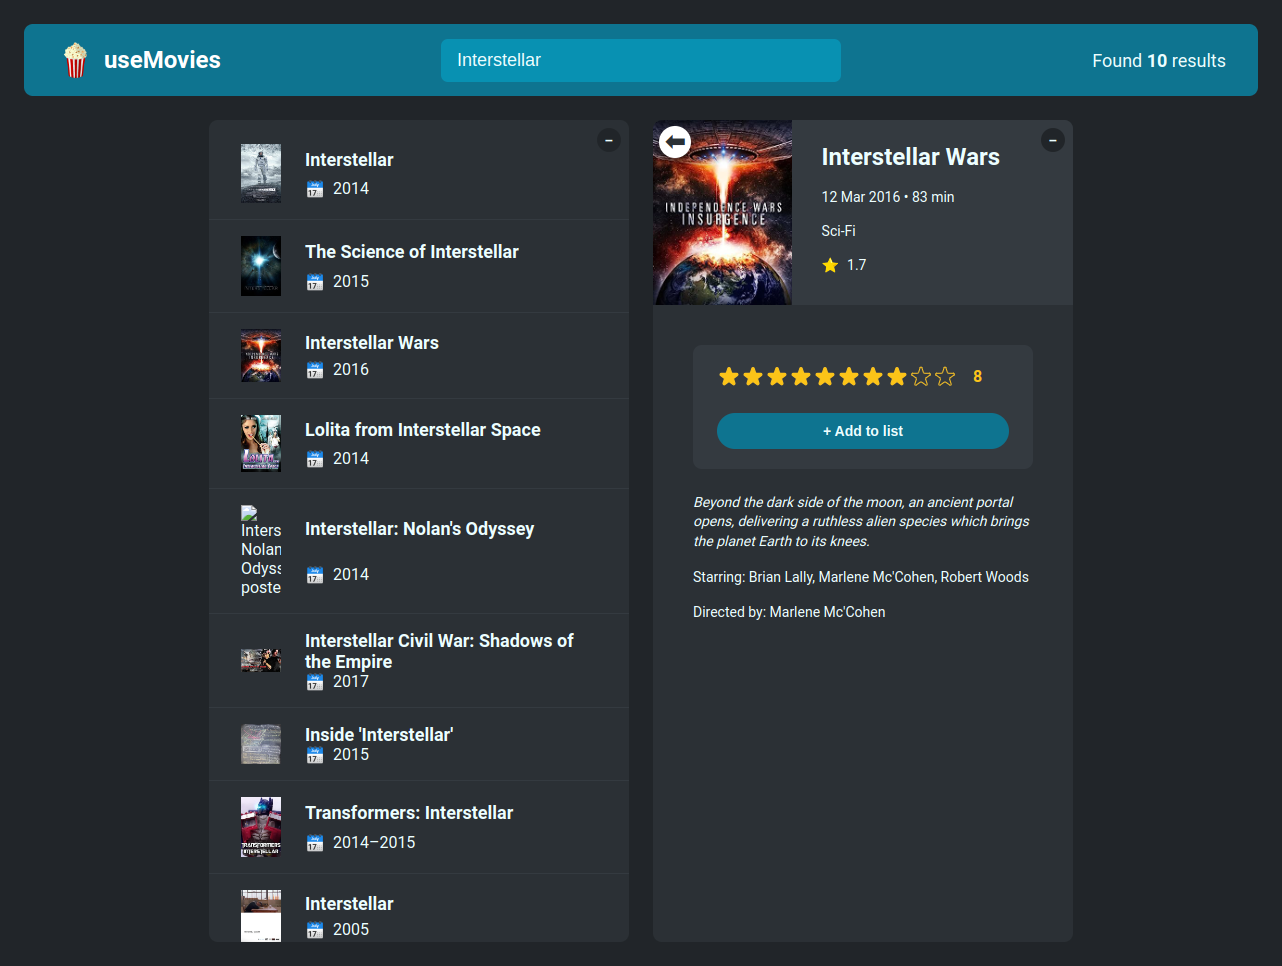 useMovies
Interstellar
Found 10 results
Interstellar
2014
The Science of Interstellar
2015
Interstellar Wars
2016
Lolita from Interstellar Space
2014
Inters
Nolan
Odyss
poste
Interstellar: Nolan's Odyssey
2014
Interstellar Civil War: Shadows of
the Empire
2017
Inside 'Interstellar'
2015
TRANSFORMERS
INTERSTELLAR
Transformers: Interstellar
2014–2015
Interstellar
2005
INDEPENDENCE WARS
INSURGENCE
Interstellar Wars
12 Mar 2016 • 83 min
Sci-Fi
1.7
8
+ Add to list
Beyond the dark side of the moon, an ancient portal
opens, delivering a ruthless alien species which brings
the planet Earth to its knees.
Starring: Brian Lally, Marlene Mc'Cohen, Robert Woods
Directed by: Marlene Mc'Cohen